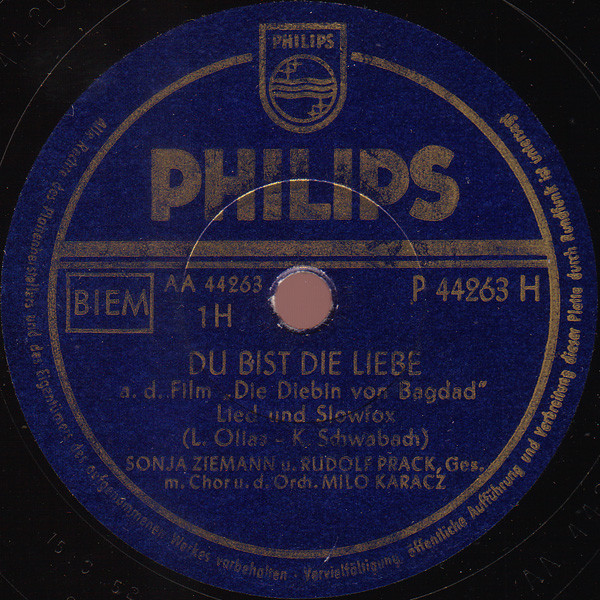 PHILIPS
PHILIPS
BIEM
AA 44263
1H
P 44263 H
DU BIST DIE LIEBE
a. d. Film „Die Diebin von Bagdad"
Lied und Slowfox
(L. Olias - K. Schwabach)
SONJA ZIEMANN u. RUDOLF PRACK, Ges.
m. Chor u. d. Orch. MILO KARACZ
Alle Rechte des Plattenherstellers und des Eigentümers des aufgenommenen Werkes vorbehalten · Vervielfältigung, öffentliche Aufführung und Verbreitung dieser Platte durch Rundfunk ist untersagt